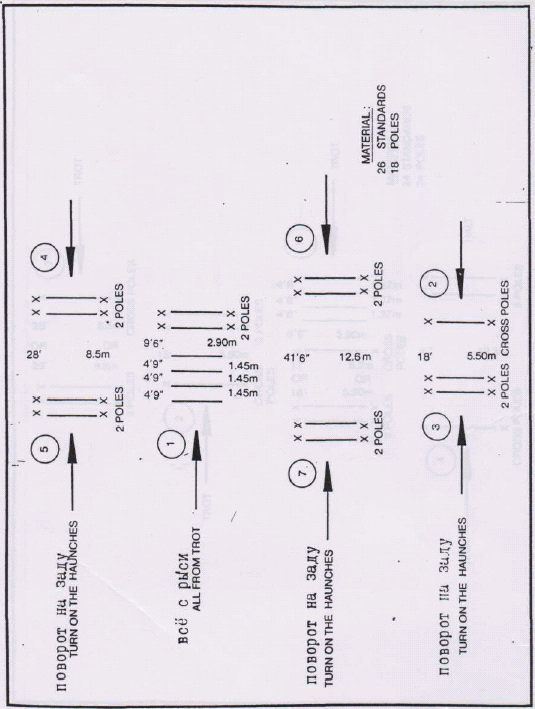 поворот на заду
TURN ON THE HAUNCHES
5
28'
8.5m
2 POLES
2 POLES
4
всё с рыси
ALL FROM TROT
1
4'9" 4'9" 4'9" 9'6"
1.45m 1.45m 1.45m 2.90m
2 POLES
поворот на заду
TURN ON THE HAUNCHES
7
41'6"
12.6m
2 POLES
2 POLES
6
MATERIAL:
26 STANDARDS
18 POLES
поворот на заду
TURN ON THE HAUNCHES
3
18'
5.50m
2 POLES CROSS POLES
2